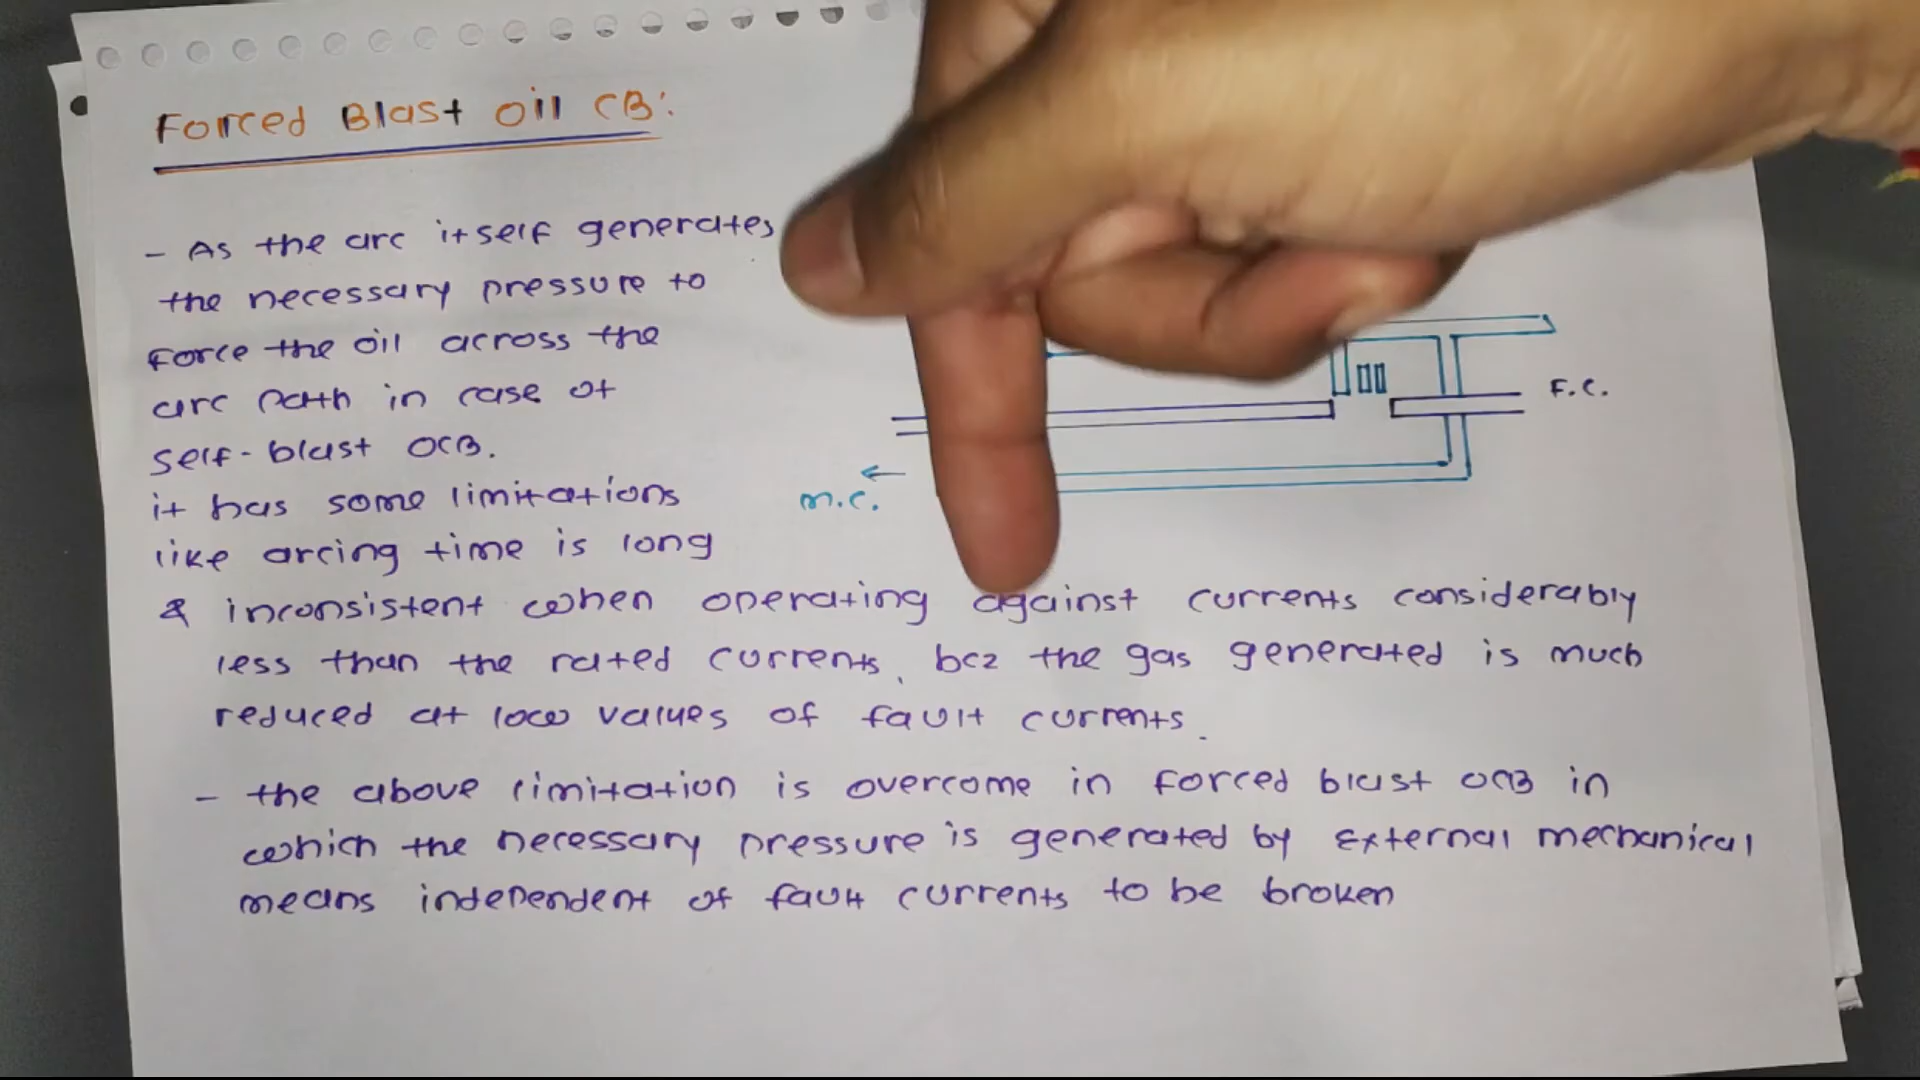 Forced Blast Oil CB:
- As the arc itself generates
the necessary pressure to
force the oil across the
arc path in case of
self-blast OCB.
it has some limitations
like arcing time is long
& inconsistent when operating against currents considerably
less than the rated currents, bcz the gas generated is much
reduced at low values of fault currents.
- the above limitation is overcome in forced blast OCB in
which the necessary pressure is generated by External mechanical
means independent of fault currents to be broken
F.C.
m.c.